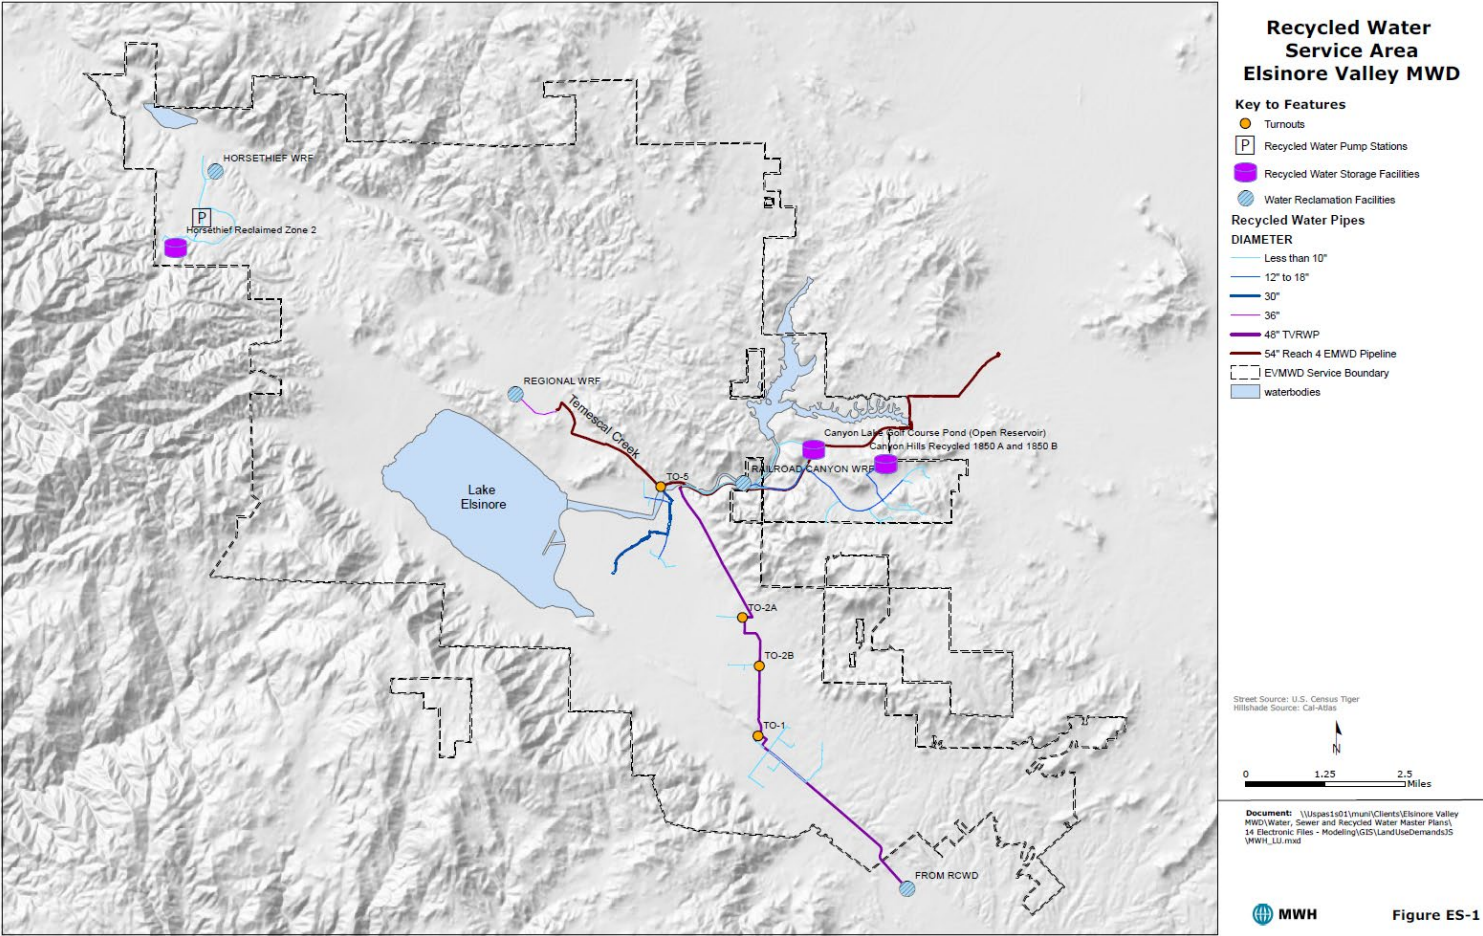 Recycled Water
Service Area
Elsinore Valley MWD
Key to Features
Turnouts
P
Recycled Water Pump Stations
Recycled Water Storage Facilities
Water Reclamation Facilities
Recycled Water Pipes
DIAMETER
Less than 10"
12" to 18"
30"
36"
48" TVRWP
54" Reach 4 EMWD Pipeline
EVMWD Service Boundary
waterbodies
HORSETHIEF WRF
P
Horsethief Reclaimed Zone 2
REGIONAL WRF
Temescal Creek
Canyon Lake Golf Course Pond (Open Reservoir)
Canyon Hills Recycled 1850 A and 1850 B
RAILROAD CANYON WRF
TO-5
Lake
Elsinore
TO-2A
TO-2B
TO-1
FROM RCWD
Street Source: U.S. Census Tiger
Hillshade Source: Cal-Atlas
N
0 1.25 2.5
Miles
Document: \\Uspas1s01\muni\Clients\Elsinore Valley
MWD\Water, Sewer and Recycled Water Master Plans\
14 Electronic Files - Modeling\GIS\LandUseDemandsJS
\MWH_LU.mxd
MWH
Figure ES-1